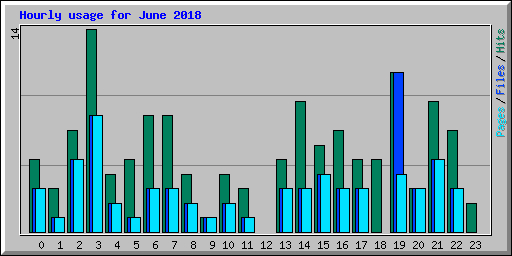 Hourly usage for June 2018
14
Pages / Files / Hits
0 1 2 3 4 5 6 7 8 9 10 11 12 13 14 15 16 17 18 19 20 21 22 23